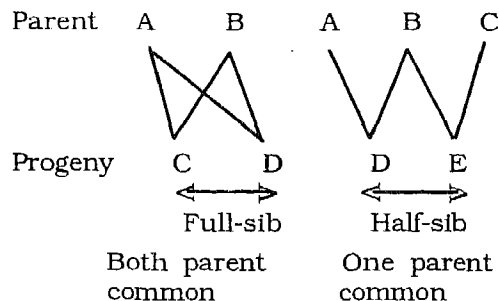 Parent A B A B C
Progeny C D D E
Full-sib Half-sib
Both parent One parent
common common